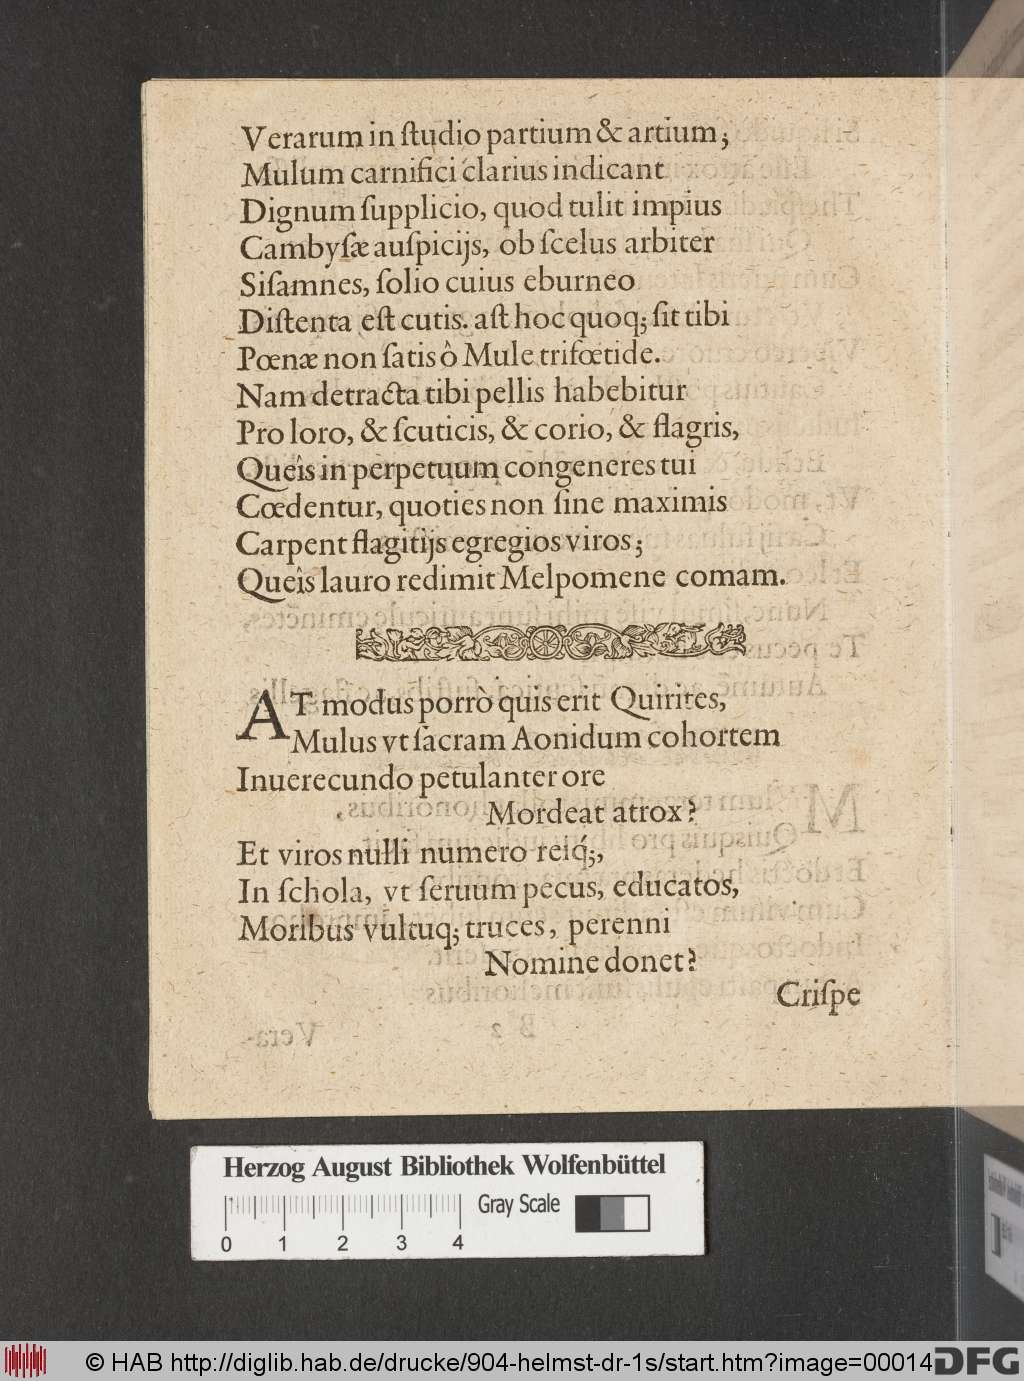 Verarum in ſtudio partium & artium;
Mulum carnifici clarius indicant
Dignum ſupplicio, quod tulit impius
Cambyſæ auſpicijs, ob ſcelus arbiter
Siſamnes, ſolio cuius eburneo
Diſtenta eſt cutis. aſt hoc quoq; ſit tibi
Pœnæ non ſatis ô Mule triſœtide.
Nam detracta tibi pellis habebitur
Pro loro, & ſcuticis, & corio, & flagris,
Queîs in perpetuum congeneres tui
Cœdentur, quoties non ſine maximis
Carpent flagitijs egregios viros;
Queîs lauro redimit Melpomene comam.
AT modus porrò quis erit Quirites,
Mulus vt ſacram Aonidum cohortem
Inuerecundo petulanter ore
Mordeat atrox?
Et viros nulli numero reiq́;,
In ſchola, vt ſeruum pecus, educatos,
Moribus vultuq; truces, perenni
Nomine donet?
Criſpe
Herzog August Bibliothek Wolfenbüttel
Gray Scale
0 1 2 3 4
© HAB http://diglib.hab.de/drucke/904-helmst-dr-1s/start.htm?image=00014
DFG